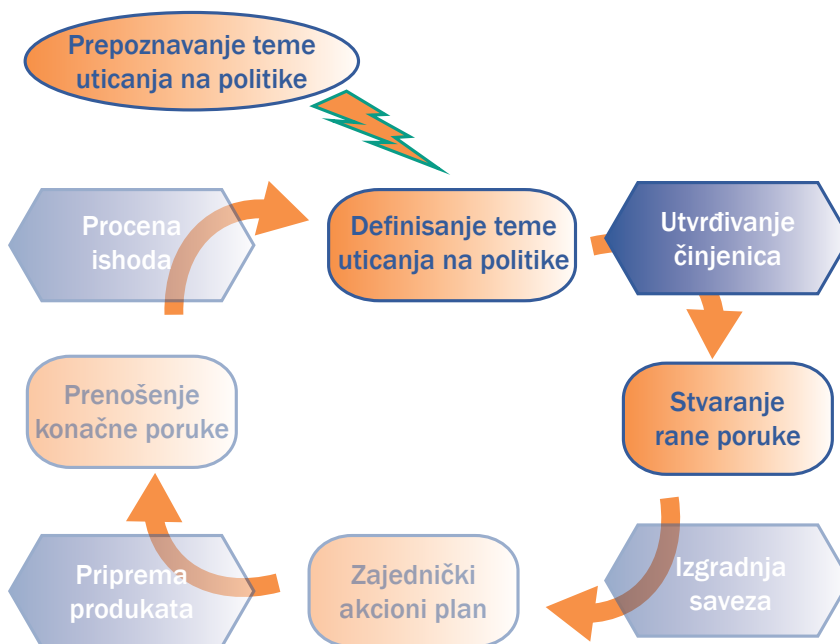 Prepoznavanje teme
uticanja na politike
Procena
ishoda
Definisanje teme
uticanja na politike
Utvrđivanje
činjenica
Prenošenje
konačne poruke
Stvaranje
rane poruke
Priprema
produkata
Zajednički
akcioni plan
Izgradnja
saveza